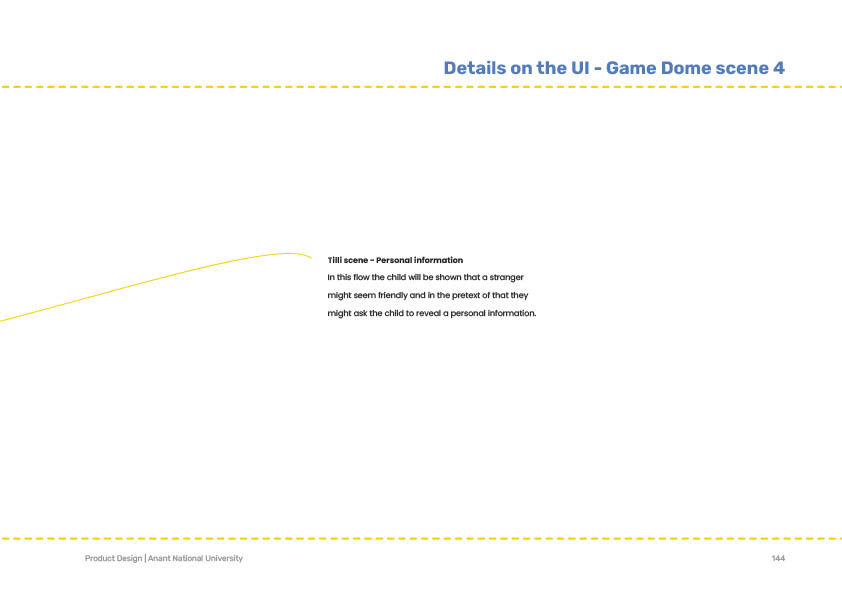 Details on the UI - Game Dome scene 4
Tilli scene - Personal information
In this flow the child will be shown that a stranger
might seem friendly and in the pretext of that they
might ask the child to reveal a personal information.
Product Design | Anant National University
144